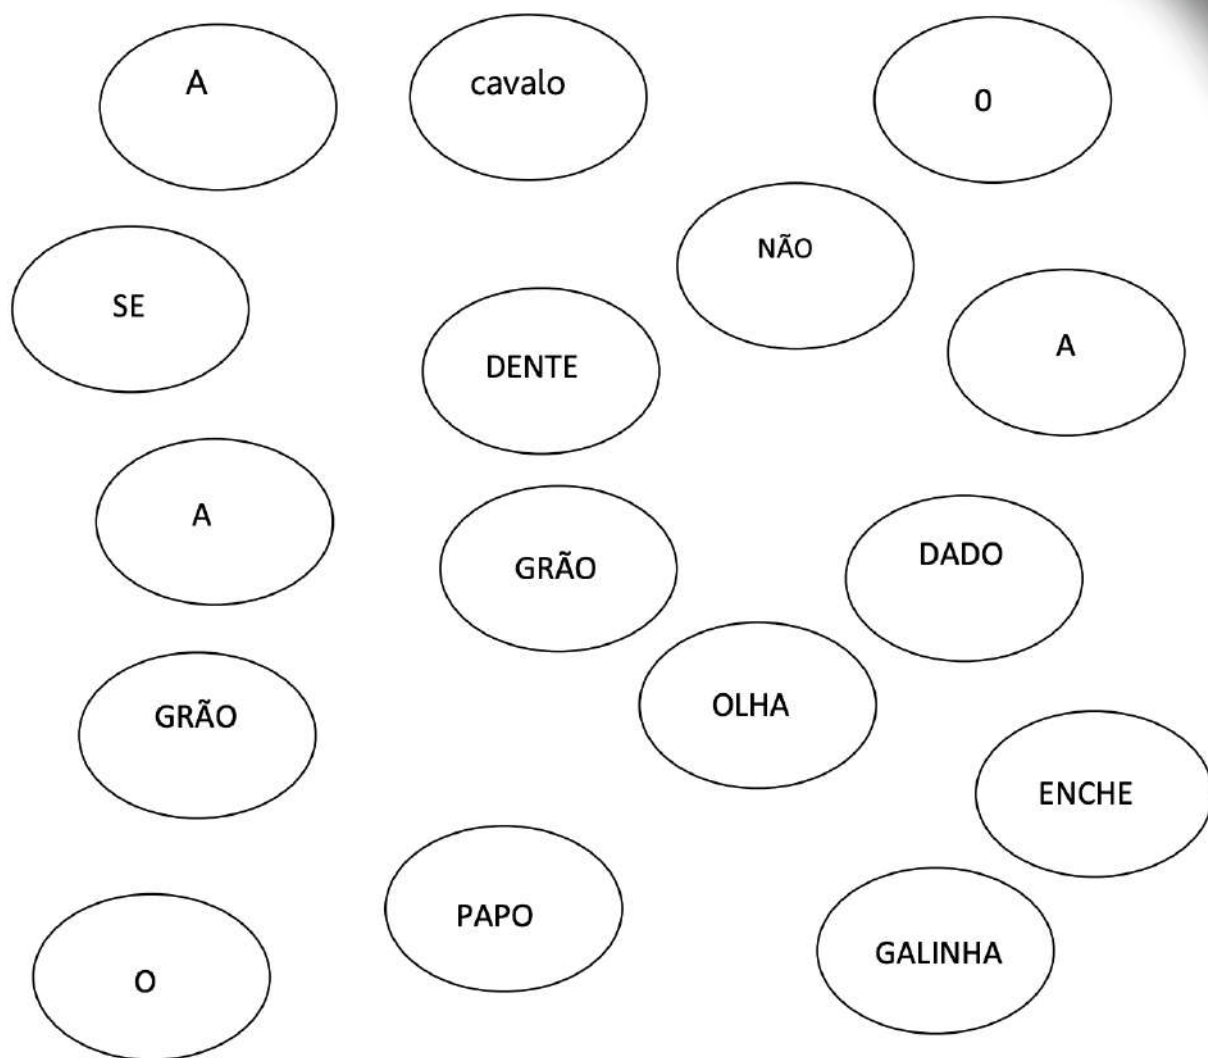 A
cavalo
0
NÃO
SE
A
DENTE
A
GRÃO
DADO
GRÃO
OLHA
ENCHE
PAPO
GALINHA
O